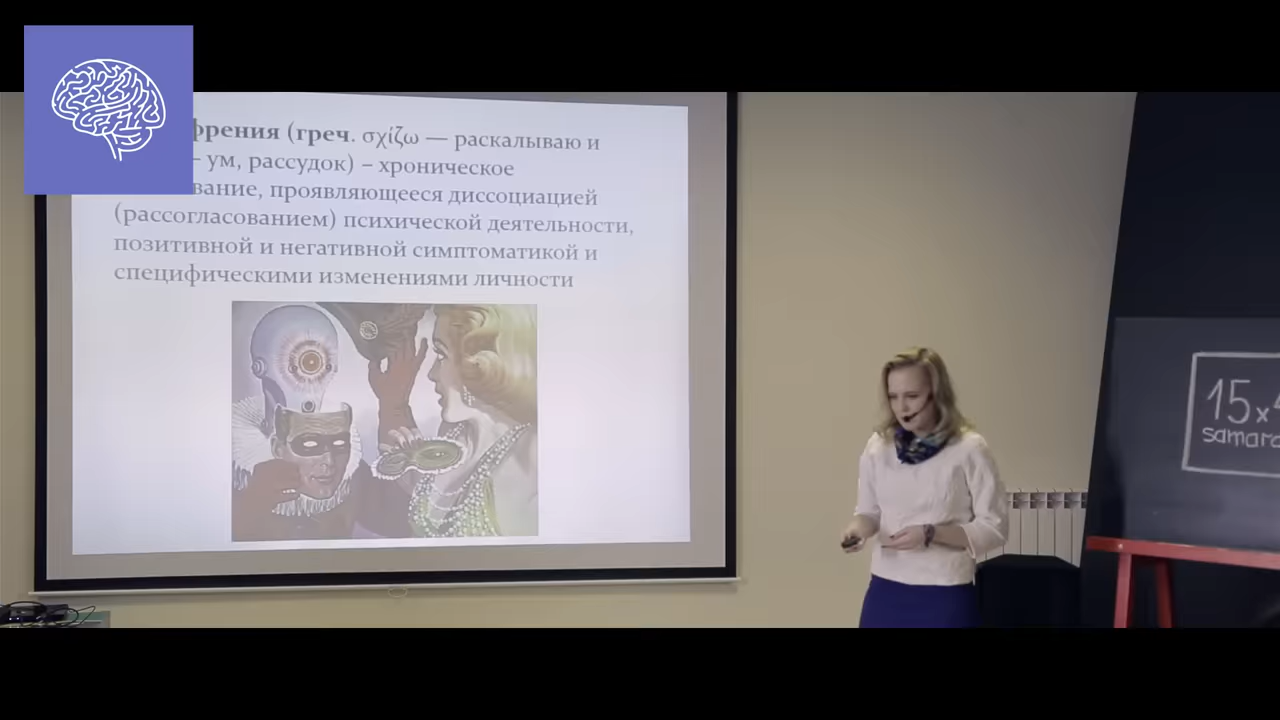 френия (греч. σχίζω — раскалываю и
– ум, рассудок) – хроническое
вание, проявляющееся диссоциацией
(рассогласованием) психической деятельности,
позитивной и негативной симптоматикой и
специфическими изменениями личности
15x4
samara